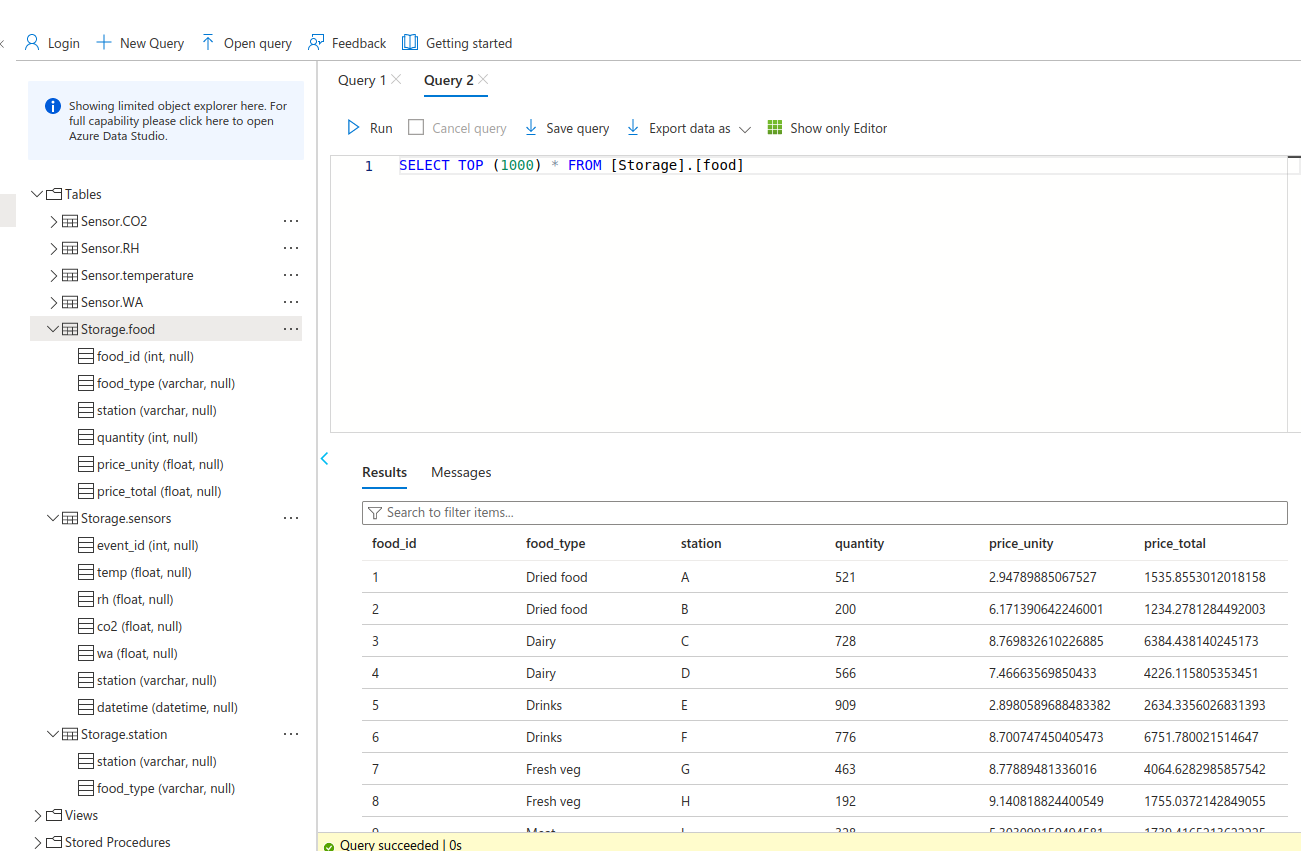 Login New Query Open query Feedback Getting started
Showing limited object explorer here. For
full capability please click here to open
Azure Data Studio.
Tables
Sensor.CO2 ...
Sensor.RH ...
Sensor.temperature ...
Sensor.WA ...
Storage.food ...
food_id (int, null)
food_type (varchar, null)
station (varchar, null)
quantity (int, null)
price_unity (float, null)
price_total (float, null)
Storage.sensors ...
event_id (int, null)
temp (float, null)
rh (float, null)
co2 (float, null)
wa (float, null)
station (varchar, null)
datetime (datetime, null)
Storage.station ...
station (varchar, null)
food_type (varchar, null)
Views
Stored Procedures
Query 1 Query 2
Run Cancel query Save query Export data as Show only Editor
1 SELECT TOP (1000) * FROM [Storage].[food]
Results Messages
Search to filter items...
food_id food_type station quantity price_unity price_total
1 Dried food A 521 2.94789885067527 1535.8553012018158
2 Dried food B 200 6.171390642246001 1234.2781284492003
3 Dairy C 728 8.769832610226885 6384.438140245173
4 Dairy D 566 7.46663569850433 4226.115805353451
5 Drinks E 909 2.8980589688483382 2634.3356026831393
6 Drinks F 776 8.700747450405473 6751.780021514647
7 Fresh veg G 463 8.77889481336016 4064.6282985857542
8 Fresh veg H 192 9.140818824400549 1755.0372142849055
Query succeeded | 0s